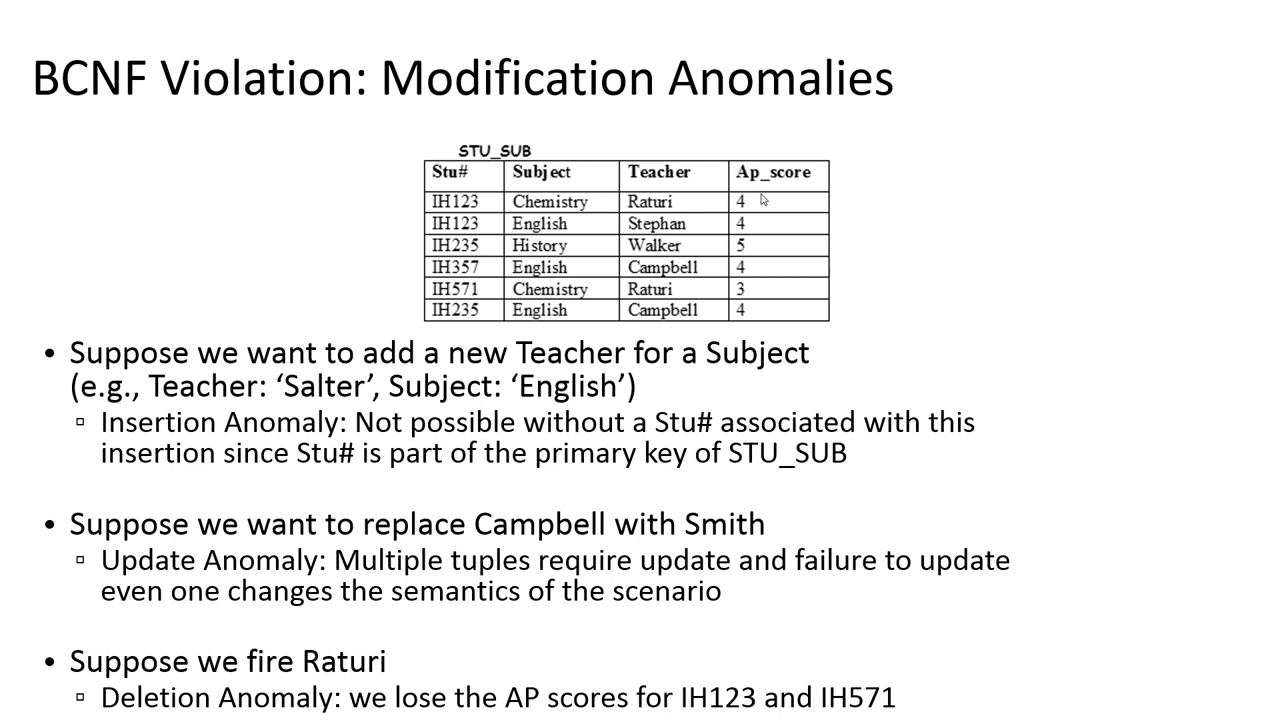 BCNF Violation: Modification Anomalies
STU_SUB
Stu# Subject Teacher Ap_score
IH123 Chemistry Raturi 4
IH123 English Stephan 4
IH235 History Walker 5
IH357 English Campbell 4
IH571 Chemistry Raturi 3
IH235 English Campbell 4
• Suppose we want to add a new Teacher for a Subject
(e.g., Teacher: ‘Salter’, Subject: ‘English’)
▫ Insertion Anomaly: Not possible without a Stu# associated with this
insertion since Stu# is part of the primary key of STU_SUB
• Suppose we want to replace Campbell with Smith
▫ Update Anomaly: Multiple tuples require update and failure to update
even one changes the semantics of the scenario
• Suppose we fire Raturi
▫ Deletion Anomaly: we lose the AP scores for IH123 and IH571